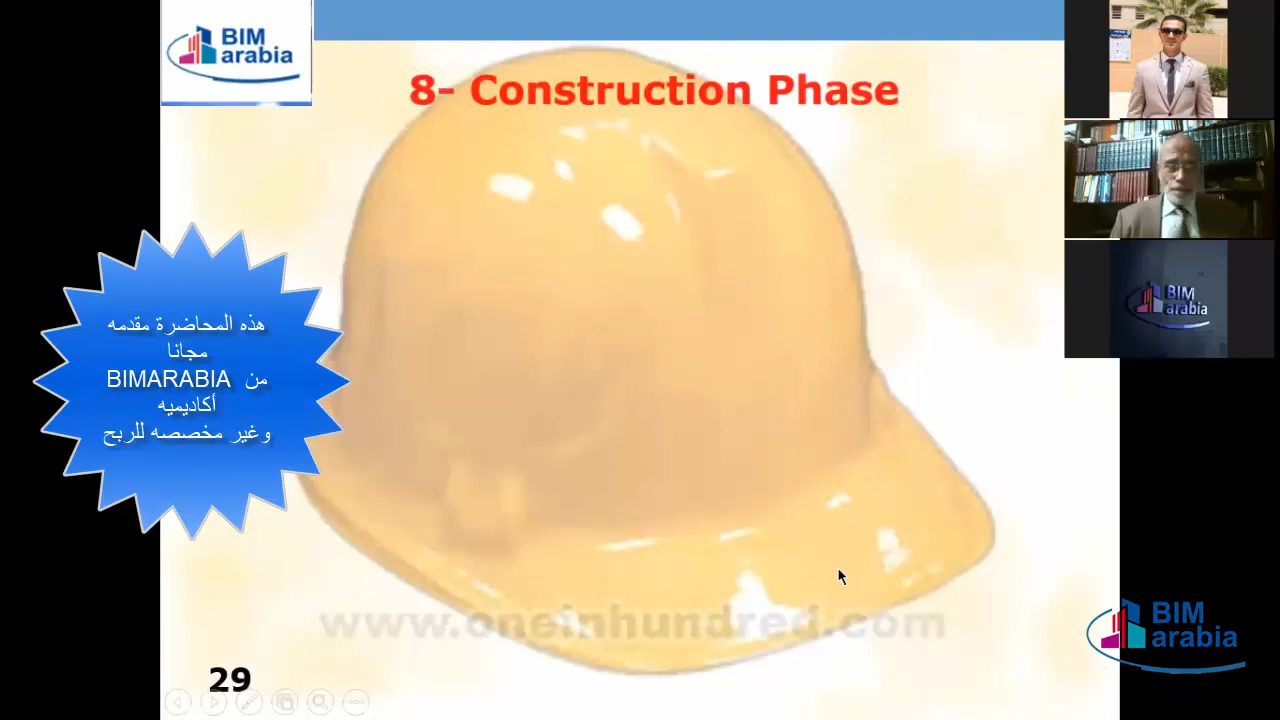 BIM
arabia
8- Construction Phase
هذه المحاضرة مقدمه
مجانا
من BIMARABIA
أكاديميه
وغير مخصصه للربح
BIM
arabia
www.oneinhundred.com
BIM
arabia
29